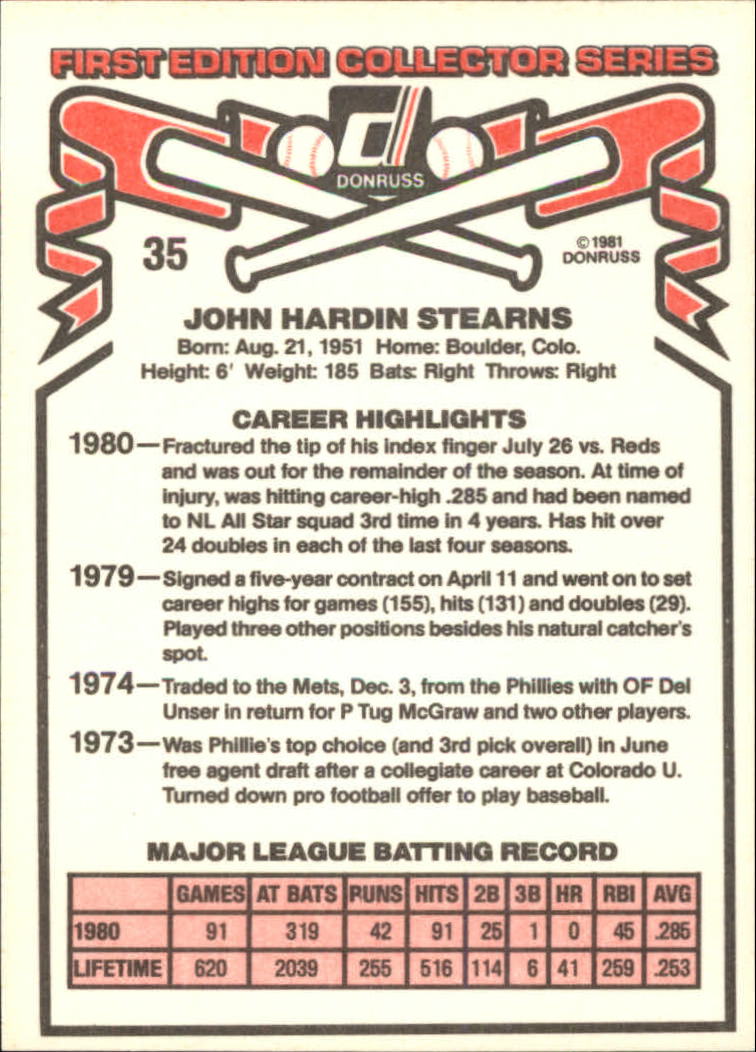 FIRST EDITION COLLECTOR SERIES
d
DONRUSS
35
© 1981
DONRUSS
JOHN HARDIN STEARNS
Born: Aug. 21, 1951 Home: Boulder, Colo.
Height: 6' Weight: 185 Bats: Right Throws: Right
CAREER HIGHLIGHTS
1980—Fractured the tip of his index finger July 26 vs. Reds
and was out for the remainder of the season. At time of
injury, was hitting career-high .285 and had been named
to NL All Star squad 3rd time in 4 years. Has hit over
24 doubles in each of the last four seasons.
1979—Signed a five-year contract on April 11 and went on to set
career highs for games (155), hits (131) and doubles (29).
Played three other positions besides his natural catcher's
spot.
1974—Traded to the Mets, Dec. 3, from the Phillies with OF Del
Unser in return for P Tug McGraw and two other players.
1973—Was Phillie's top choice (and 3rd pick overall) in June
free agent draft after a collegiate career at Colorado U.
Turned down pro football offer to play baseball.
MAJOR LEAGUE BATTING RECORD
GAMES AT BATS RUNS HITS 2B 3B HR RBI AVG
1980 91 319 42 91 25 1 0 45 .285
LIFETIME 620 2039 255 516 114 6 41 259 .253